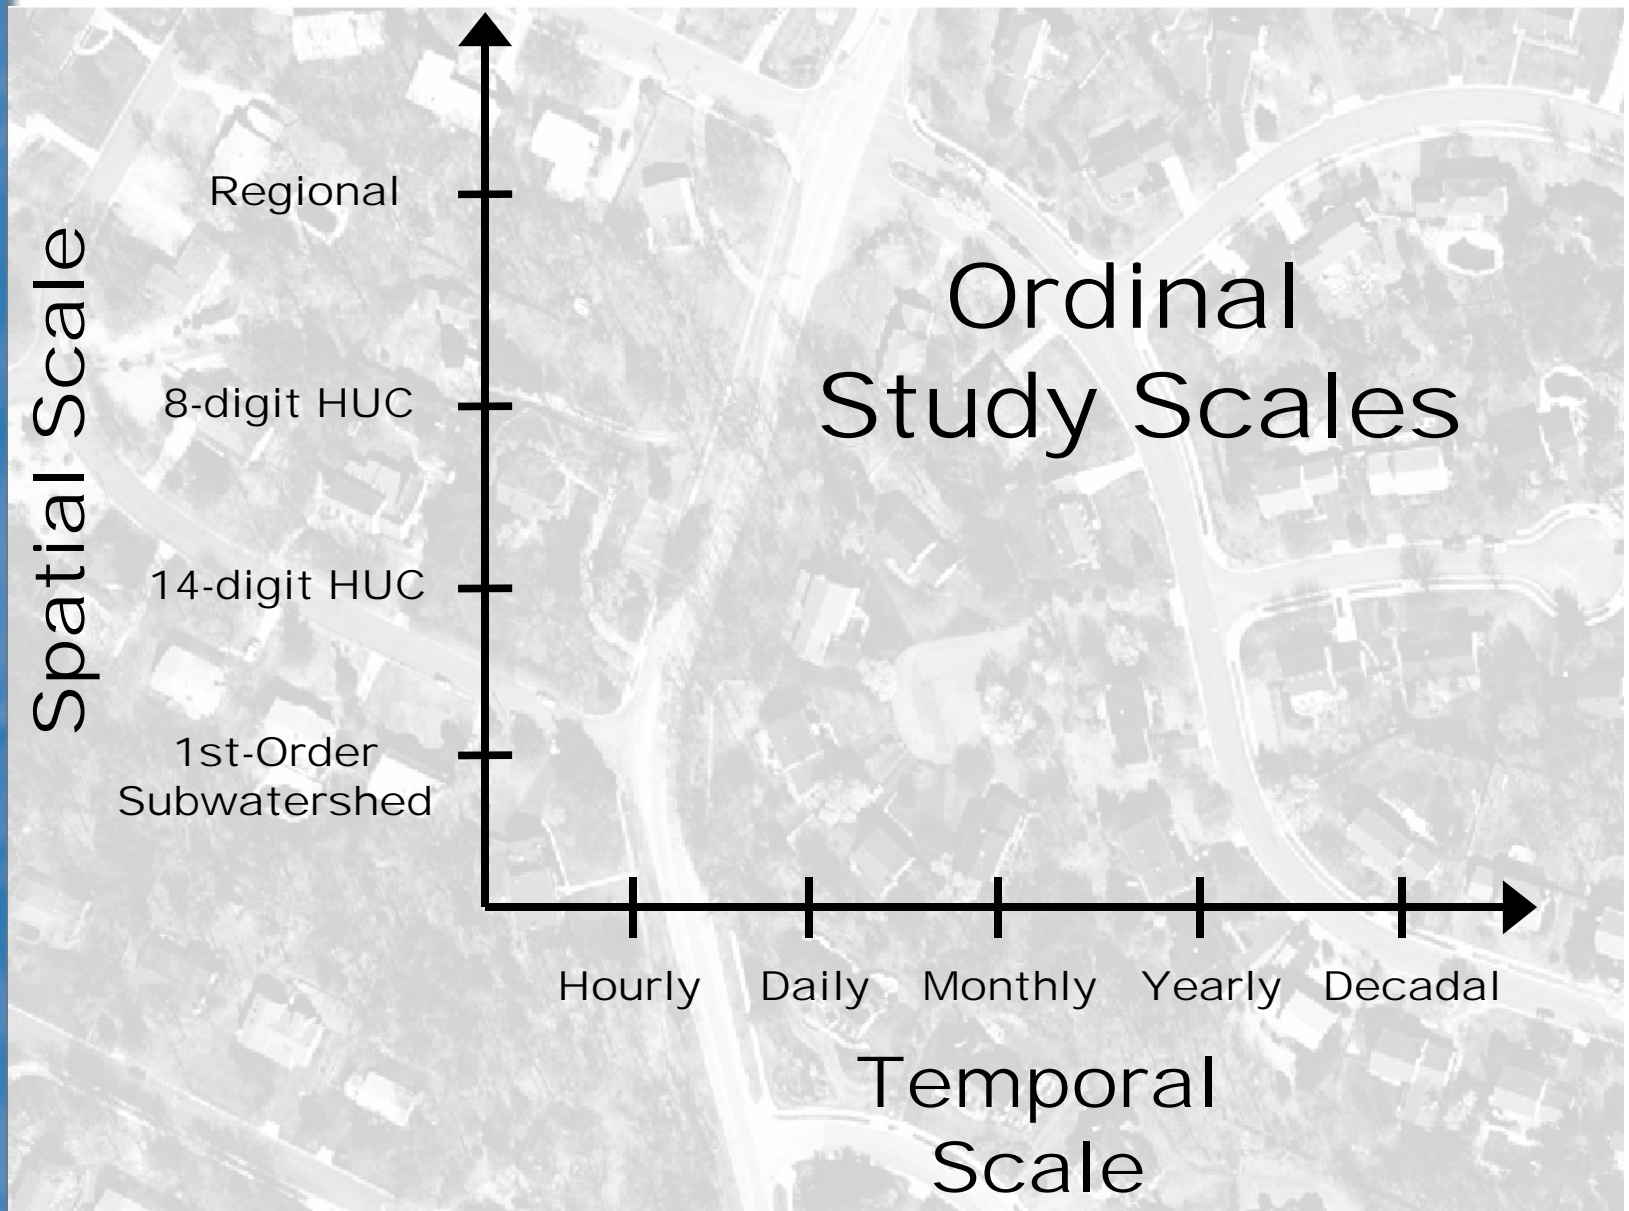 Ordinal
Study Scales
Spatial Scale
Regional
8-digit HUC
14-digit HUC
1st-Order
Subwatershed
Hourly Daily Monthly Yearly Decadal
Temporal
Scale